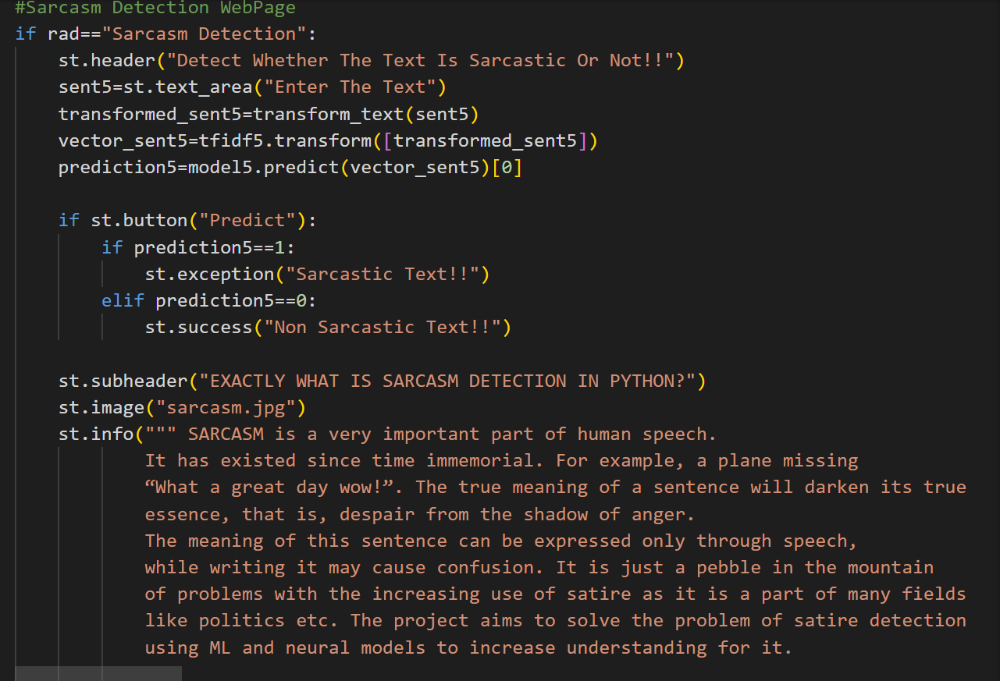 #Sarcasm Detection WebPage
if rad=="Sarcasm Detection":
    st.header("Detect Whether The Text Is Sarcastic Or Not!!")
    sent5=st.text_area("Enter The Text")
    transformed_sent5=transform_text(sent5)
    vector_sent5=tfidf5.transform([transformed_sent5])
    prediction5=model5.predict(vector_sent5)[0]

    if st.button("Predict"):
        if prediction5==1:
            st.exception("Sarcastic Text!!")
        elif prediction5==0:
            st.success("Non Sarcastic Text!!")

    st.subheader("EXACTLY WHAT IS SARCASM DETECTION IN PYTHON?")
    st.image("sarcasm.jpg")
    st.info(""" SARCASM is a very important part of human speech.
            It has existed since time immemorial. For example, a plane missing
            “What a great day wow!”. The true meaning of a sentence will darken its true
            essence, that is, despair from the shadow of anger.
            The meaning of this sentence can be expressed only through speech,
            while writing it may cause confusion. It is just a pebble in the mountain
            of problems with the increasing use of satire as it is a part of many fields
            like politics etc. The project aims to solve the problem of satire detection
            using ML and neural models to increase understanding for it.